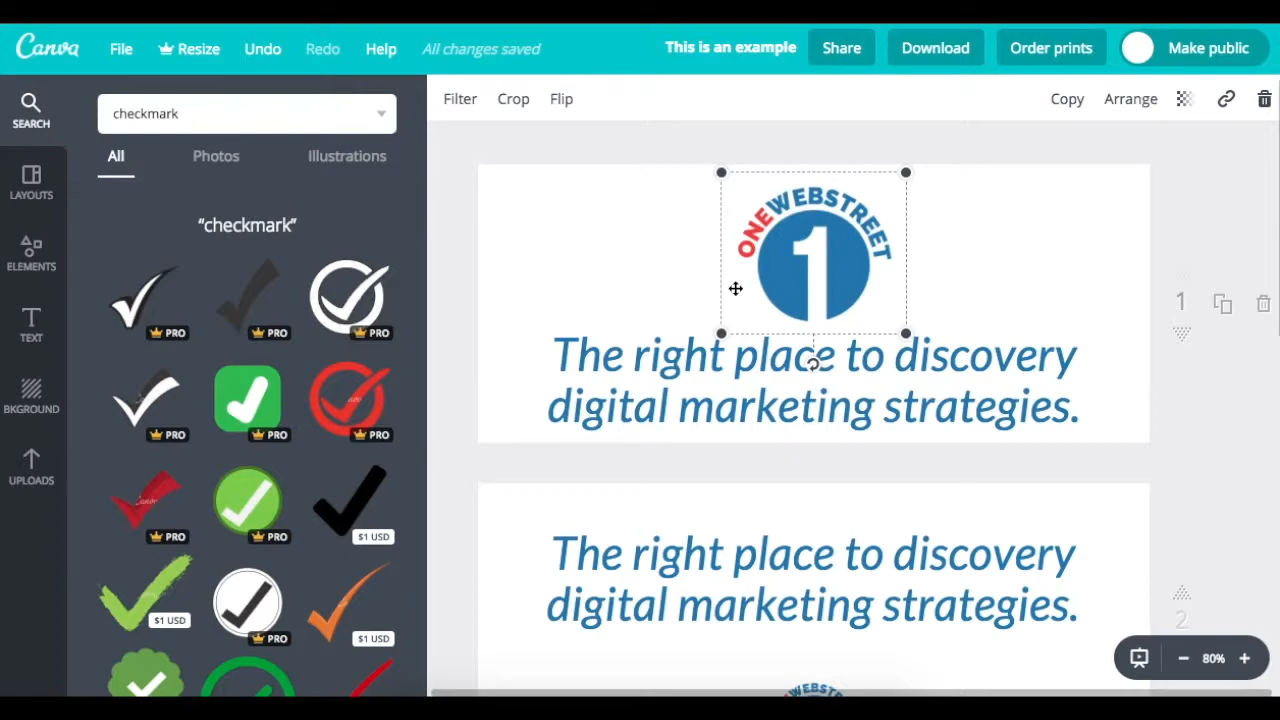 Canva File Resize Undo Redo Help All changes saved This is an example Share Download Order prints Make public
SEARCH
LAYOUTS
ELEMENTS
TEXT
BKGROUND
UPLOADS
checkmark
All Photos Illustrations
“checkmark”
PRO PRO PRO
PRO PRO PRO
PRO PRO $1 USD
$1 USD PRO $1 USD
Filter Crop Flip Copy Arrange
ONEWEBSTREET
1
The right place to discovery
digital marketing strategies.
1
The right place to discovery
digital marketing strategies.
2
WEBSTRE
80%